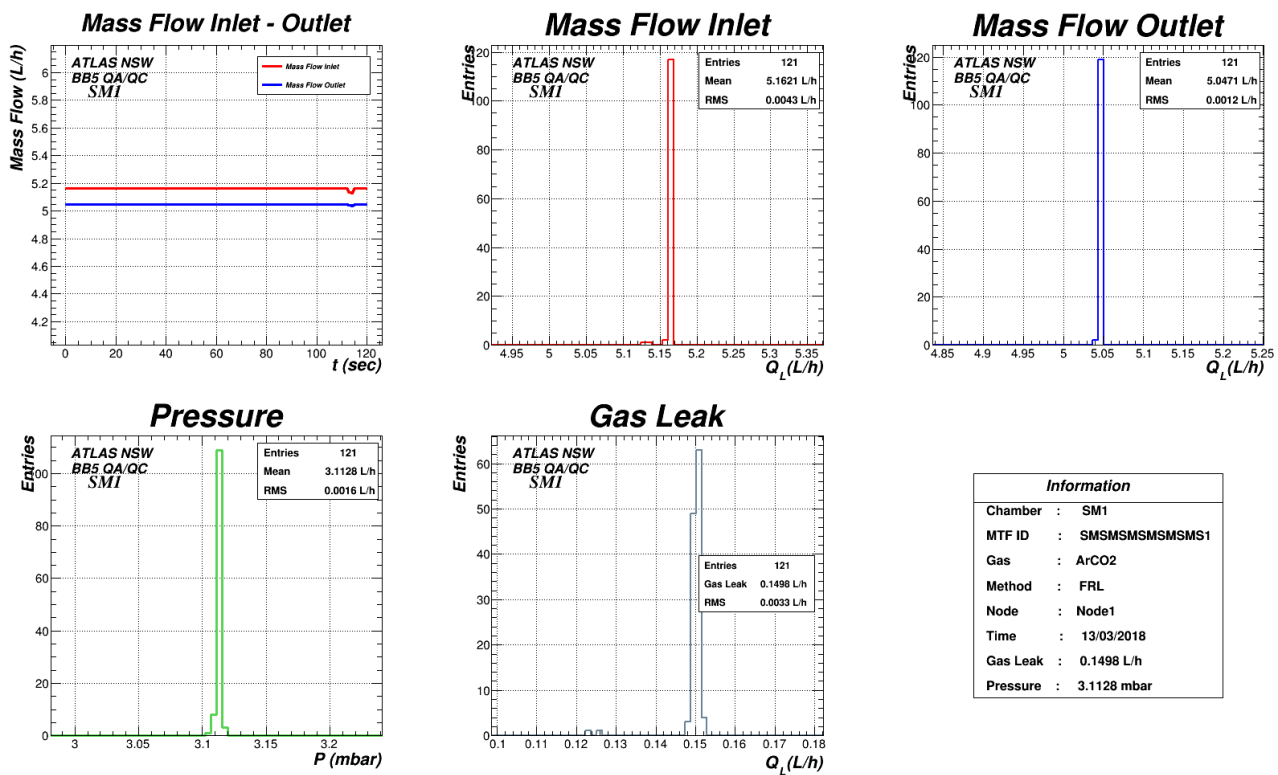 Mass Flow Inlet - Outlet
Mass Flow (L/h)
ATLAS NSW
BB5 QA/QC
SM1
Mass Flow Inlet
Mass Flow Outlet
6
5.8
5.6
5.4
5.2
5
4.8
4.6
4.4
4.2
0 20 40 60 80 100 120
t (sec)
Mass Flow Inlet
Entries
ATLAS NSW
BB5 QA/QC
SM1
Entries 121
Mean 5.1621 L/h
RMS 0.0043 L/h
120
100
80
60
40
20
0
4.95 5 5.05 5.1 5.15 5.2 5.25 5.3 5.35
QL(L/h)
Mass Flow Outlet
Entries
ATLAS NSW
BB5 QA/QC
SM1
Entries 121
Mean 5.0471 L/h
RMS 0.0012 L/h
120
100
80
60
40
20
0
4.85 4.9 4.95 5 5.05 5.1 5.15 5.2 5.25
QL(L/h)
Pressure
Entries
ATLAS NSW
BB5 QA/QC
SM1
Entries 121
Mean 3.1128 L/h
RMS 0.0016 L/h
100
80
60
40
20
0
3 3.05 3.1 3.15 3.2
P (mbar)
Gas Leak
Entries
ATLAS NSW
BB5 QA/QC
SM1
Entries 121
Gas Leak 0.1498 L/h
RMS 0.0033 L/h
60
50
40
30
20
10
0
0.1 0.11 0.12 0.13 0.14 0.15 0.16 0.17 0.18
QL(L/h)
Information
Chamber : SM1
MTF ID : SMSMSMSMSMSMS1
Gas : ArCO2
Method : FRL
Node : Node1
Time : 13/03/2018
Gas Leak : 0.1498 L/h
Pressure : 3.1128 mbar